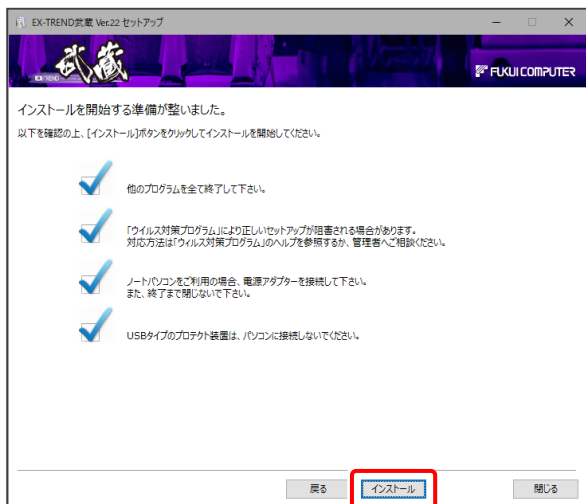 EX-TREND武蔵 Ver.22 セットアップ
EX-TREND 武蔵
FUKUI COMPUTER
インストールを開始する準備が整いました。
以下を確認の上、[インストール]ボタンをクリックしてインストールを開始してください。
他のプログラムを全て終了して下さい。
「ウイルス対策プログラム」により正しいセットアップが阻害される場合があります。
対応方法は「ウィルス対策プログラム」のヘルプを参照するか、管理者へご相談ください。
ノートパソコンをご利用の場合、電源アダプターを接続して下さい。
また、終了まで閉じないで下さい。
USBタイプのプロテクト装置は、パソコンに接続しないでください。
戻る
インストール
閉じる